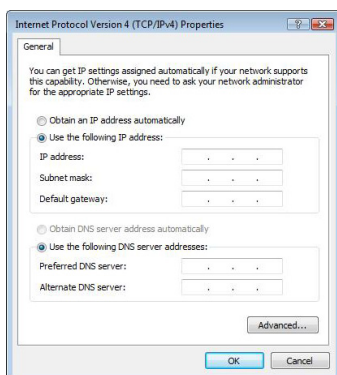 Internet Protocol Version 4 (TCP/IPv4) Properties
General
You can get IP settings assigned automatically if your network supports
this capability. Otherwise, you need to ask your network administrator
for the appropriate IP settings.
Obtain an IP address automatically
Use the following IP address:
IP address: . . .
Subnet mask: . . .
Default gateway: . . .
Obtain DNS server address automatically
Use the following DNS server addresses:
Preferred DNS server: . . .
Alternate DNS server: . . .
Advanced...
OK Cancel